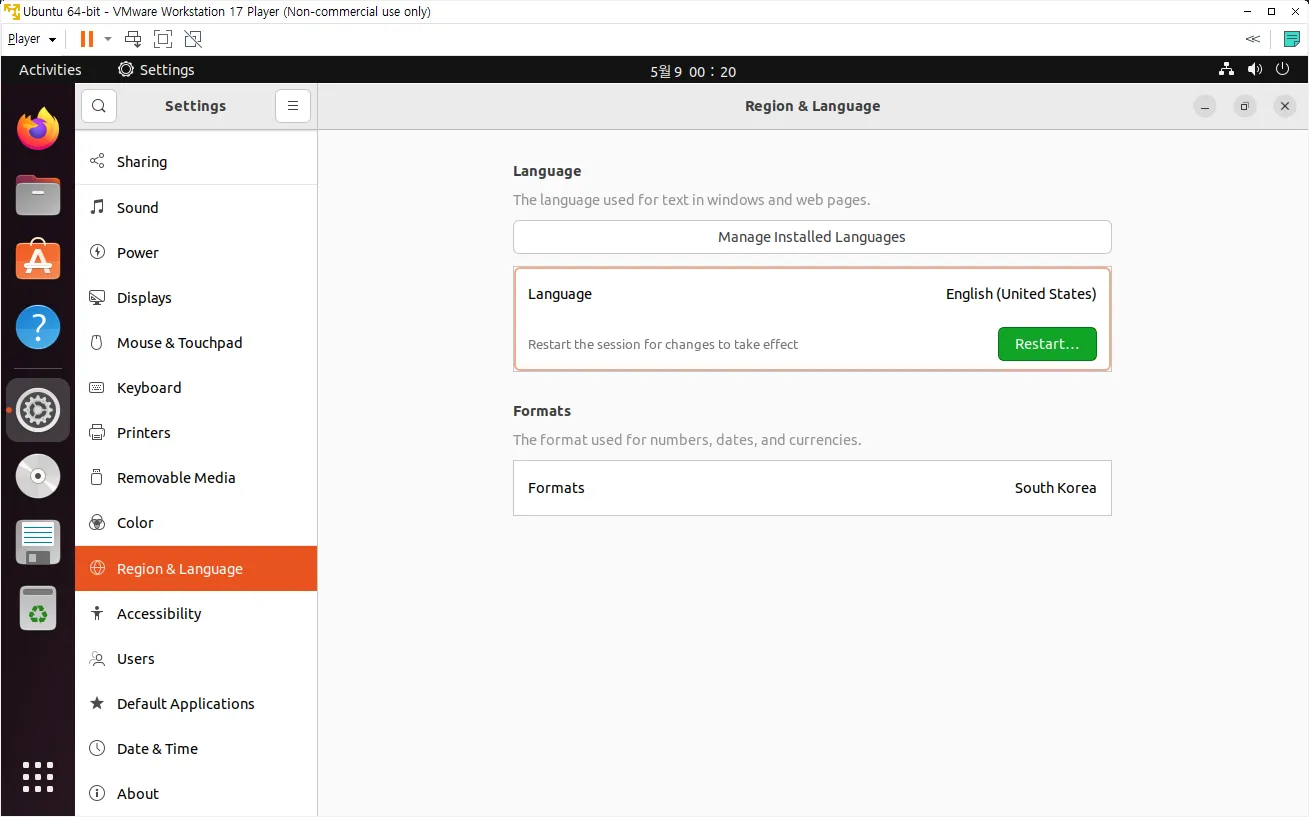 Ubuntu 64-bit - VMware Workstation 17 Player (Non-commercial use only)
Player
Activities
Settings
5월 9 00 : 20
Settings
Region & Language
Sharing
Sound
Power
Displays
Mouse & Touchpad
Keyboard
Printers
Removable Media
Color
Region & Language
Accessibility
Users
Default Applications
Date & Time
About
Language
The language used for text in windows and web pages.
Manage Installed Languages
Language
English (United States)
Restart the session for changes to take effect
Restart…
Formats
The format used for numbers, dates, and currencies.
Formats
South Korea